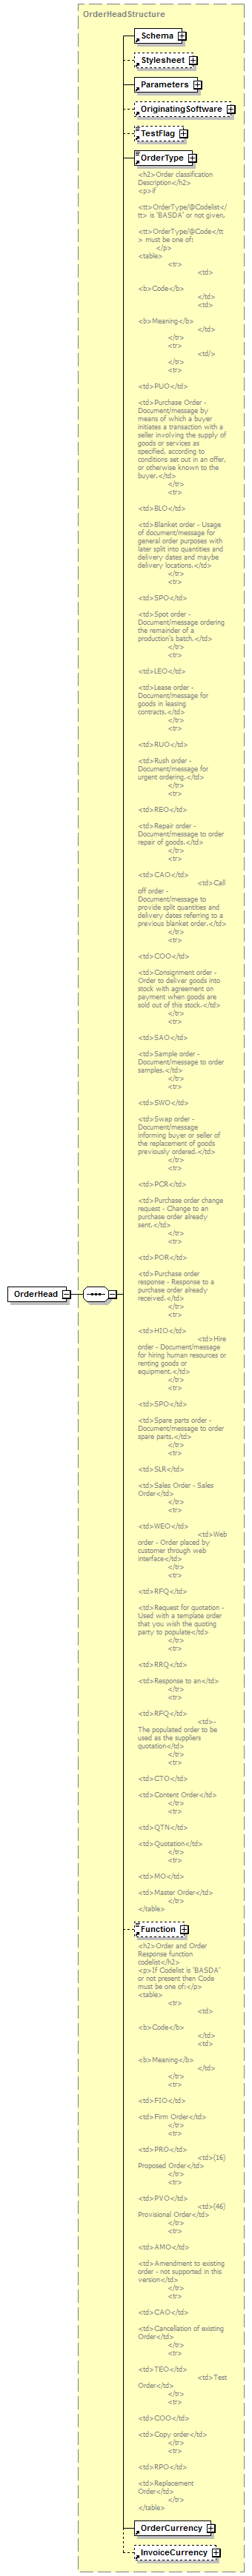 OrderHeadStructure
Schema
Stylesheet
Parameters
OriginatingSoftware
TestFlag
OrderType
<h2>Order classification
Description</h2>
<p>if
<tt>OrderType/@Codelist</
tt> is 'BASDA' or not given,
<tt>OrderType/@Code</tt
> must be one of:
</p>
<table>
<tr>
<td>
<b>Code</b>
</td>
<td>
<b>Meaning</b>
</td>
</tr>
<tr>
<td/>
</tr>
<tr>
<td>PUO</td>
<td>Purchase Order -
Document/message by
means of which a buyer
initiates a transaction with a
seller involving the supply of
goods or services as
specified, according to
conditions set out in an offer,
or otherwise known to the
buyer.</td>
</tr>
<tr>
<td>BLO</td>
<td>Blanket order - Usage
of document/message for
general order purposes with
later split into quantities and
delivery dates and maybe
delivery locations.</td>
</tr>
<tr>
<td>SPO</td>
<td>Spot order -
Document/message ordering
the remainder of a
production's batch.</td>
</tr>
<tr>
<td>LEO</td>
<td>Lease order -
Document/message for
goods in leasing
contracts.</td>
</tr>
<tr>
<td>RUO</td>
<td>Rush order -
Document/message for
urgent ordering.</td>
</tr>
<tr>
<td>REO</td>
<td>Repair order -
Document/message to order
repair of goods.</td>
</tr>
<tr>
<td>CAO</td>
<td>Call
off order -
Document/message to
provide split quantities and
delivery dates referring to a
previous blanket order.</td>
</tr>
<tr>
<td>COO</td>
<td>Consignment order -
Order to deliver goods into
stock with agreement on
payment when goods are
sold out of this stock.</td>
</tr>
<tr>
<td>SAO</td>
<td>Sample order -
Document/message to order
samples.</td>
</tr>
<tr>
<td>SWO</td>
<td>Swap order -
Document/message
informing buyer or seller of
the replacement of goods
previously ordered.</td>
</tr>
<tr>
<td>PCR</td>
<td>Purchase order change
request - Change to an
purchase order already
sent.</td>
</tr>
<tr>
<td>POR</td>
<td>Purchase order
response - Response to a
purchase order already
received.</td>
</tr>
<tr>
OrderHead
<td>HIO</td>
<td>Hire
order - Document/message
for hiring human resources or
renting goods or
equipment.</td>
</tr>
<tr>
<td>SPO</td>
<td>Spare parts order -
Document/message to order
spare parts.</td>
</tr>
<tr>
<td>SLR</td>
<td>Sales Order - Sales
Order</td>
</tr>
<tr>
<td>WEO</td>
<td>Web
order - Order placed by
customer through web
interface</td>
</tr>
<tr>
<td>RFQ</td>
<td>Request for quotation -
Used with a template order
that you wish the quoting
party to populate</td>
</tr>
<tr>
<td>RRQ</td>
<td>Response to an</td>
</tr>
<tr>
<td>RFQ</td>
<td>-
The populated order to be
used as the suppliers
quotation</td>
</tr>
<tr>
<td>CTO</td>
<td>Content Order</td>
</tr>
<tr>
<td>QTN</td>
<td>Quotation</td>
</tr>
<tr>
<td>MO</td>
<td>Master Order</td>
</tr>
</table>
Function
<h2>Order and Order
Response function
codelist</h2>
<p>If Codelist is 'BASDA'
or not present then Code
must be one of:</p>
<table>
<tr>
<td>
<b>Code</b>
</td>
<td>
<b>Meaning</b>
</td>
</tr>
<tr>
<td>FIO</td>
<td>Firm Order</td>
</tr>
<tr>
<td>PRO</td>
<td>(16)
Proposed Order</td>
</tr>
<tr>
<td>PVO</td>
<td>(46)
Provisional Order</td>
</tr>
<tr>
<td>AMO</td>
<td>Amendment to existing
order - not supported in this
version</td>
</tr>
<tr>
<td>CAO</td>
<td>Cancellation of existing
Order</td>
</tr>
<tr>
<td>TEO</td>
<td>Test
Order</td>
</tr>
<tr>
<td>COO</td>
<td>Copy order</td>
</tr>
<tr>
<td>RPO</td>
<td>Replacement
Order</td>
</tr>
</table>
OrderCurrency
InvoiceCurrency